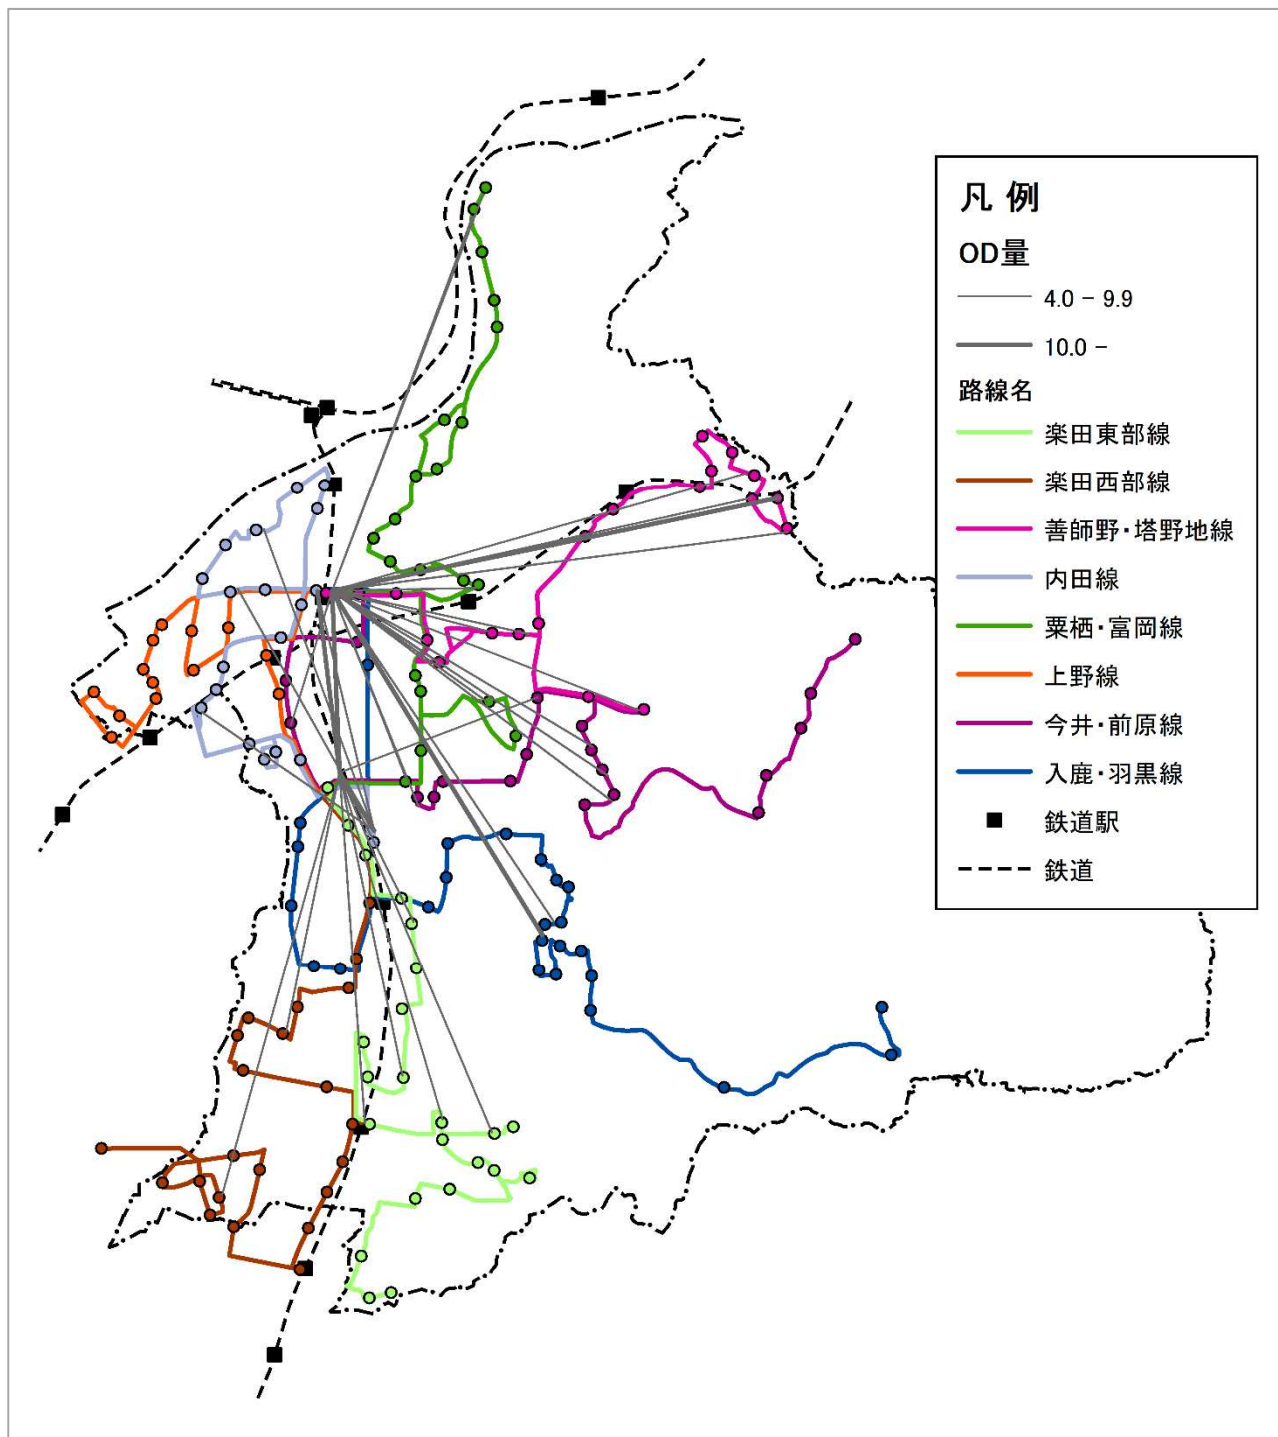 凡 例
OD量
4.0 - 9.9
10.0 -
路線名
楽田東部線
楽田西部線
善師野・塔野地線
内田線
栗栖・富岡線
上野線
今井・前原線
入鹿・羽黒線
鉄道駅
鉄道